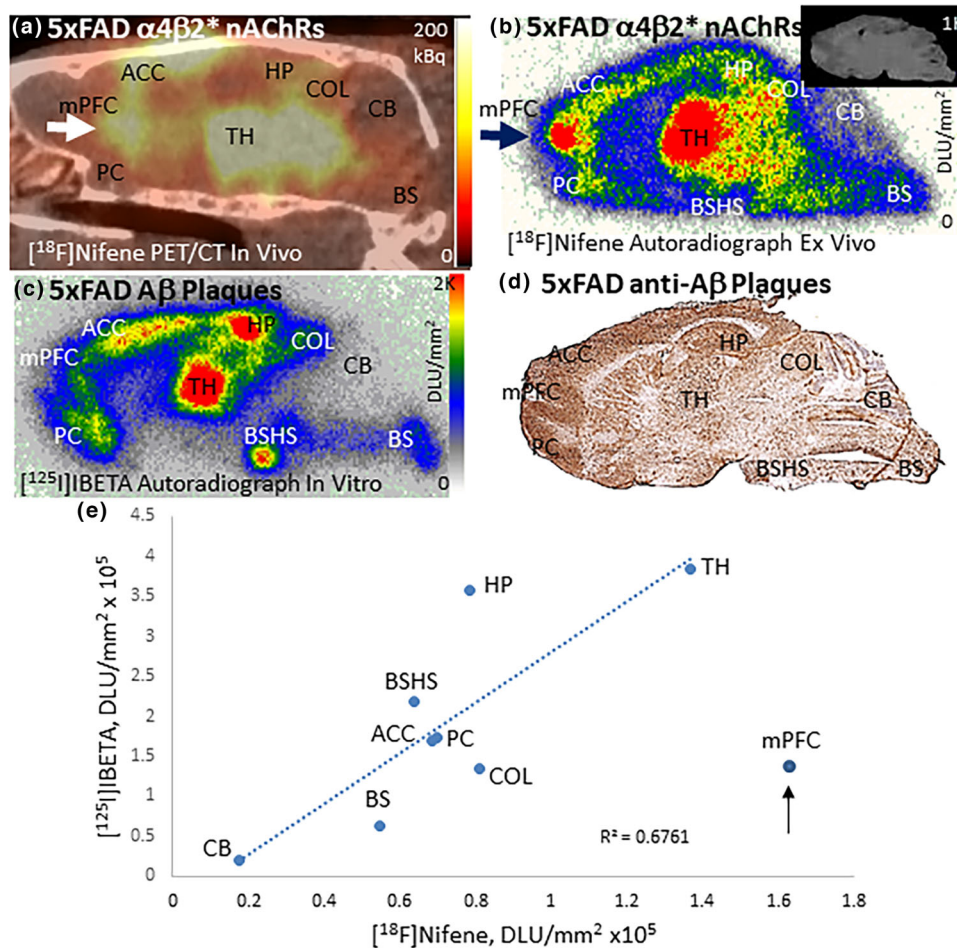 (a) 5xFAD α4β2* nAChRs
200
kBq
ACC
HP
COL
mPFC
CB
TH
PC
BS
0
[¹⁸F]Nifene PET/CT In Vivo
(b) 5xFAD α4β2* nAChRs
ACC
HP
COL
mPFC
CB
TH
PC
BSHS
BS
DLU/mm²
0
[¹⁸F]Nifene Autoradiograph Ex Vivo
(c) 5xFAD Aβ Plaques
2K
ACC
HP
COL
mPFC
CB
TH
PC
BSHS
BS
DLU/mm²
0
[¹²⁵I]IBETA Autoradiograph In Vitro
(d) 5xFAD anti-Aβ Plaques
ACC
HP
COL
mPFC
TH
CB
PC
BSHS
BS
(e)
4.5
4
3.5
3
2.5
2
1.5
1
0.5
0
[¹²⁵I]IBETA, DLU/mm² x 10⁵
HP
TH
BSHS
ACC
PC
mPFC
COL
BS
CB
R² = 0.6761
0 0.2 0.4 0.6 0.8 1 1.2 1.4 1.6 1.8
[¹⁸F]Nifene, DLU/mm² x 10⁵